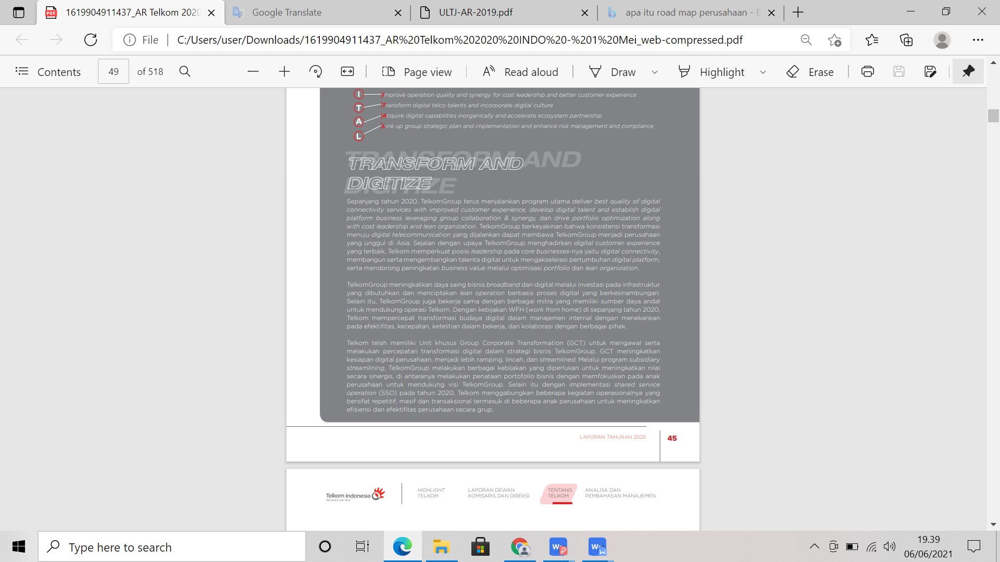 1619904911437_AR Telkom 2020
Google Translate
ULTJ-AR-2019.pdf
apa itu road map perusahaan - B
File
C:/Users/user/Downloads/1619904911437_AR%20Telkom%202020%20INDO%20-%201%20Mei_web-compressed.pdf
Contents
49 of 518
Page view
Read aloud
Draw
Highlight
Erase
I Improve operation quality and synergy for cost leadership and better customer experience
T Transform digital telco talents and incorporate digital culture
A Acquire digital capabilities inorganically and accelerate ecosystem partnership
L Link up group strategic plan and implementation and enhance risk management and compliance
TRANSFORM AND
DIGITIZE
Sepanjang tahun 2020, TelkomGroup terus menjalankan program utama deliver best quality of digital
connectivity services with improved customer experience, develop digital talent and establish digital
platform business leveraging group collaboration & synergy, dan drive portfolio optimization along
with cost leadership and lean organization. TelkomGroup berkeyakinan bahwa konsistensi transformasi
menuju digital telecommunication yang dijalankan dapat membawa TelkomGroup menjadi perusahaan
yang unggul di Asia. Sejalan dengan upaya TelkomGroup menghadirkan digital customer experience
yang terbaik, Telkom memperkuat posisi leadership pada core businesses-nya yaitu digital connectivity,
membangun serta mengembangkan talenta digital untuk mengakselerasi pertumbuhan digital platform,
serta mendorong peningkatan business value melalui optimisasi portfolio dan lean organization.
TelkomGroup meningkatkan daya saing bisnis broadband dan digital melalui investasi pada infrastruktur
yang dibutuhkan dan menciptakan lean operation berbasis proses digital yang berkesinambungan.
Selain itu, TelkomGroup juga bekerja sama dengan berbagai mitra yang memiliki sumber daya andal
untuk mendukung operasi Telkom. Dengan kebijakan WFH (work from home) di sepanjang tahun 2020,
Telkom mempercepat transformasi budaya digital dalam manajemen internal dengan menekankan
pada efektifitas, kecepatan, ketelitian dalam bekerja, dan kolaborasi dengan berbagai pihak.
Telkom telah memiliki Unit khusus Group Corporate Transformation (GCT) untuk mengawal serta
melakukan percepatan transformasi digital dalam strategi bisnis TelkomGroup. GCT meningkatkan
kesiapan digital perusahaan, menjadi lebih ramping, lincah, dan streamlined. Melalui program subsidiary
streamlining, TelkomGroup melakukan berbagai kebijakan yang diperlukan untuk meningkatkan nilai
secara sinergis, di antaranya melakukan penataan portofolio bisnis dengan memfokuskan pada anak
perusahaan untuk mendukung visi TelkomGroup. Selain itu dengan implementasi shared service
operation (SSO) pada tahun 2020, Telkom menggabungkan beberapa kegiatan operasionalnya yang
bersifat repetitif, masif dan transaksional termasuk di beberapa anak perusahaan untuk meningkatkan
efisiensi dan efektifitas perusahaan secara grup.
LAPORAN TAHUNAN 2020
45
Telkom Indonesia
the world in your hand
HIGHLIGHT
TELKOM
LAPORAN DEWAN
KOMISARIS DAN DIREKSI
TENTANG
TELKOM
ANALISA DAN
PEMBAHASAN MANAJEMEN
Type here to search
19.39
06/06/2021